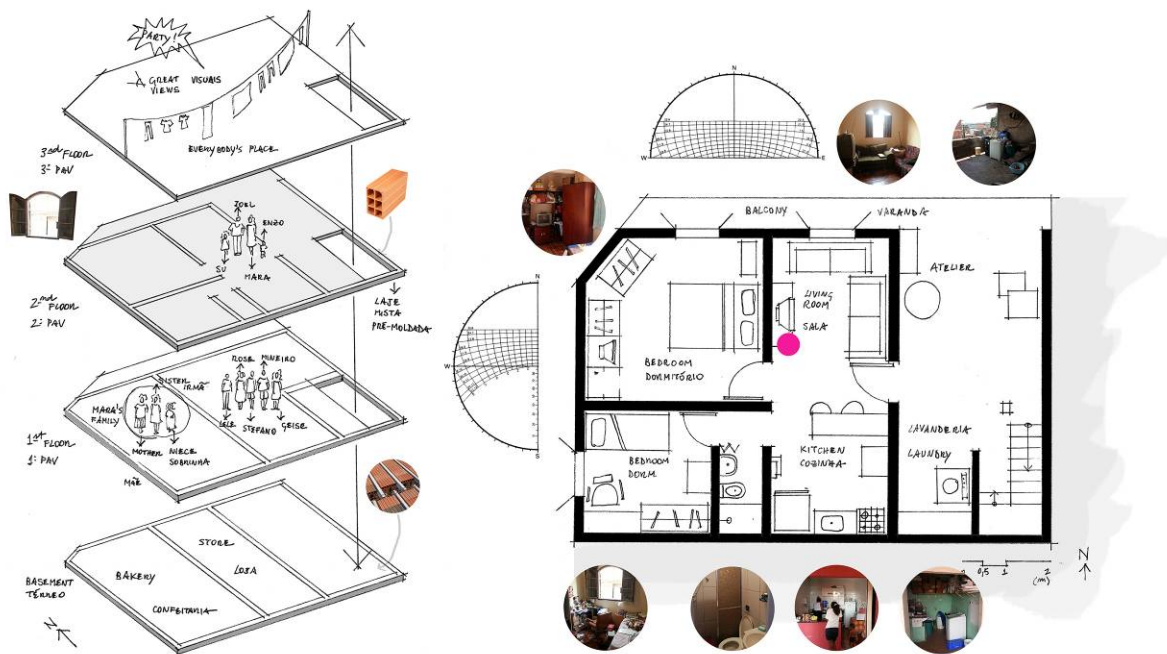 PARTY!
GREAT VISUAIS
VIEWS
EVERYBODY'S PLACE
3rd FLOOR
3º PAV
JOEL
ENZO
SU
MARA
2nd FLOOR
2º PAV
LAJE
MISTA
PRE-MOLDADA
ROSE
MINEIRO
SISTER IRMÃ
MARA'S
FAMILY
LELE
STEFANO
GEISE
MOTHER
NIECE
SOBRINHA
MÃE
1st FLOOR
1º PAV
STORE
LOJA
BAKERY
CONFEITARIA
BASEMENT
TÉRREO
N
N
W
E
N
W
S
BALCONY
VARANDA
ATELIER
LIVING
ROOM
SALA
BEDROOM
DORMITÓRIO
BEDROOM
DORM.
KITCHEN
COZINHA
LAVANDERIA
LAUNDRY
0,5
1
2
(m)
N